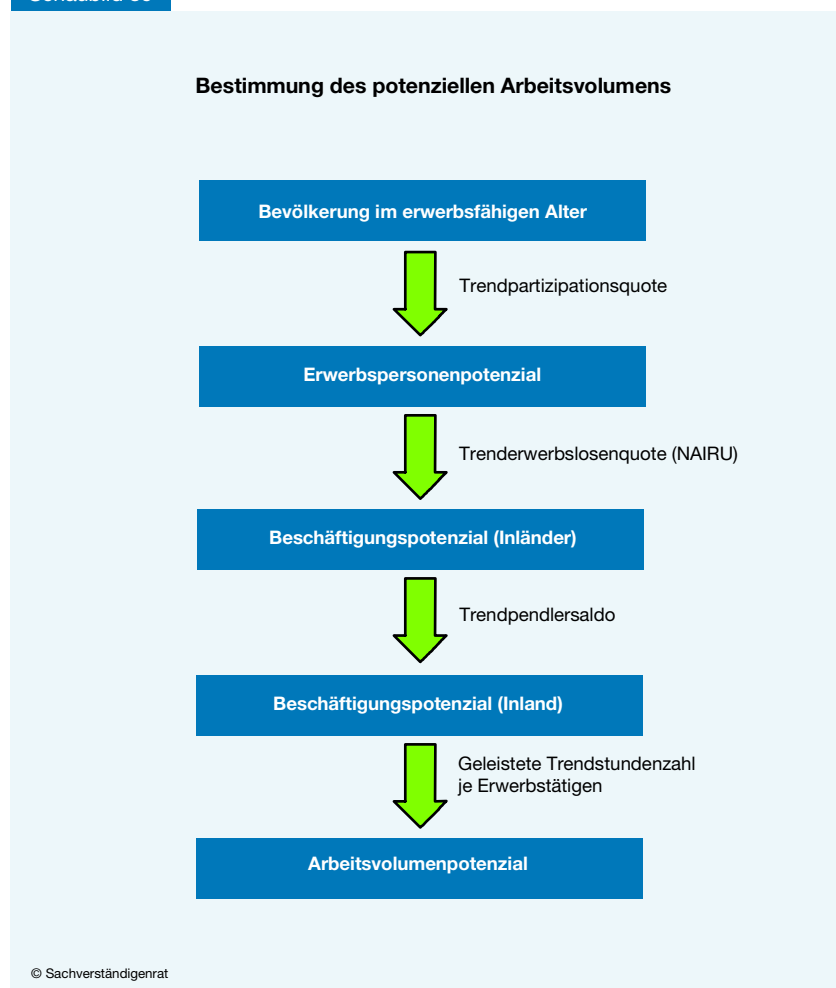 Bestimmung des potenziellen Arbeitsvolumens
Bevölkerung im erwerbsfähigen Alter
Trendpartizipationsquote
Erwerbspersonenpotenzial
Trenderwerbslosenquote (NAIRU)
Beschäftigungspotenzial (Inländer)
Trendpendlersaldo
Beschäftigungspotenzial (Inland)
Geleistete Trendstundenzahl
je Erwerbstätigen
Arbeitsvolumenpotenzial
© Sachverständigenrat